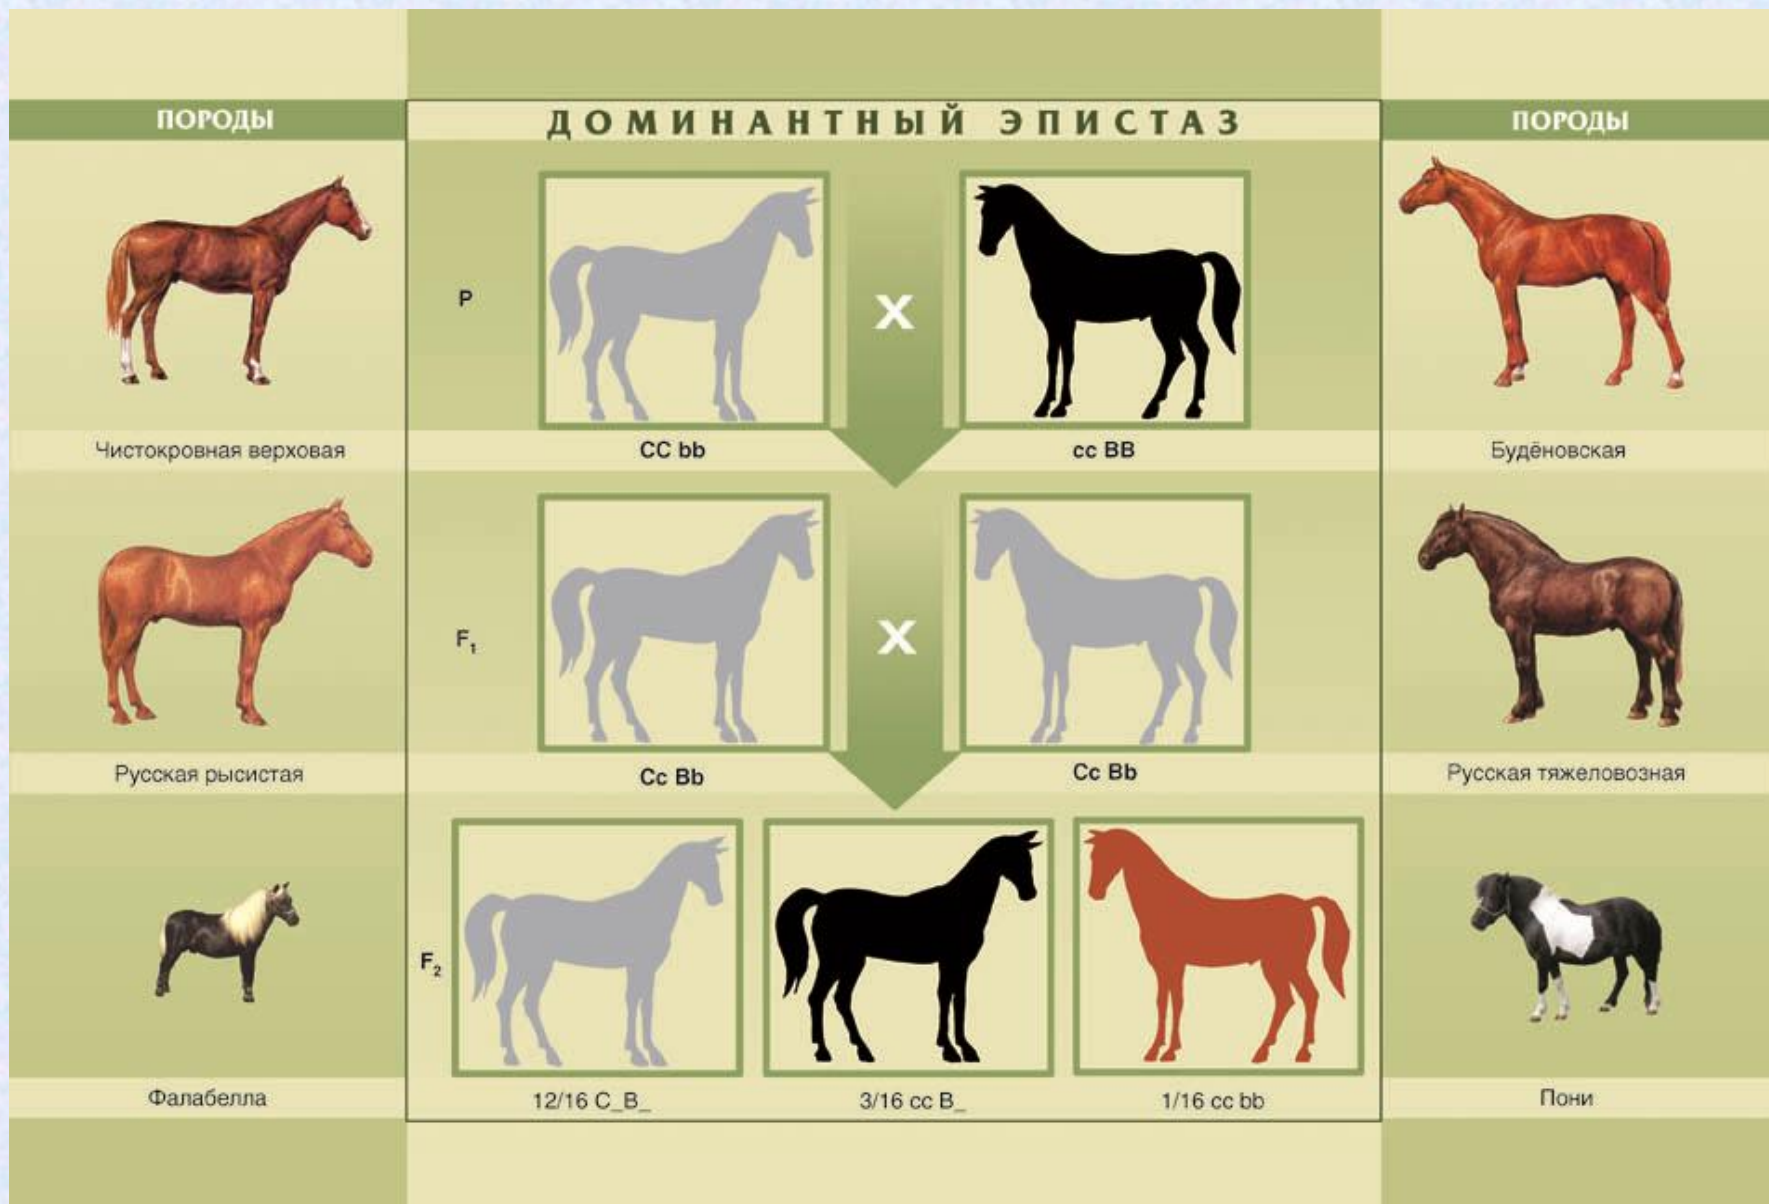 ПОРОДЫ
ДОМИНАНТНЫЙ ЭПИСТАЗ
ПОРОДЫ
P
X
Чистокровная верховая
CC bb
cc BB
Будёновская
F₁
X
Русская рысистая
Cc Bb
Cc Bb
Русская тяжеловозная
F₂
Фалабелла
12/16 C_B_
3/16 cc B_
1/16 cc bb
Пони